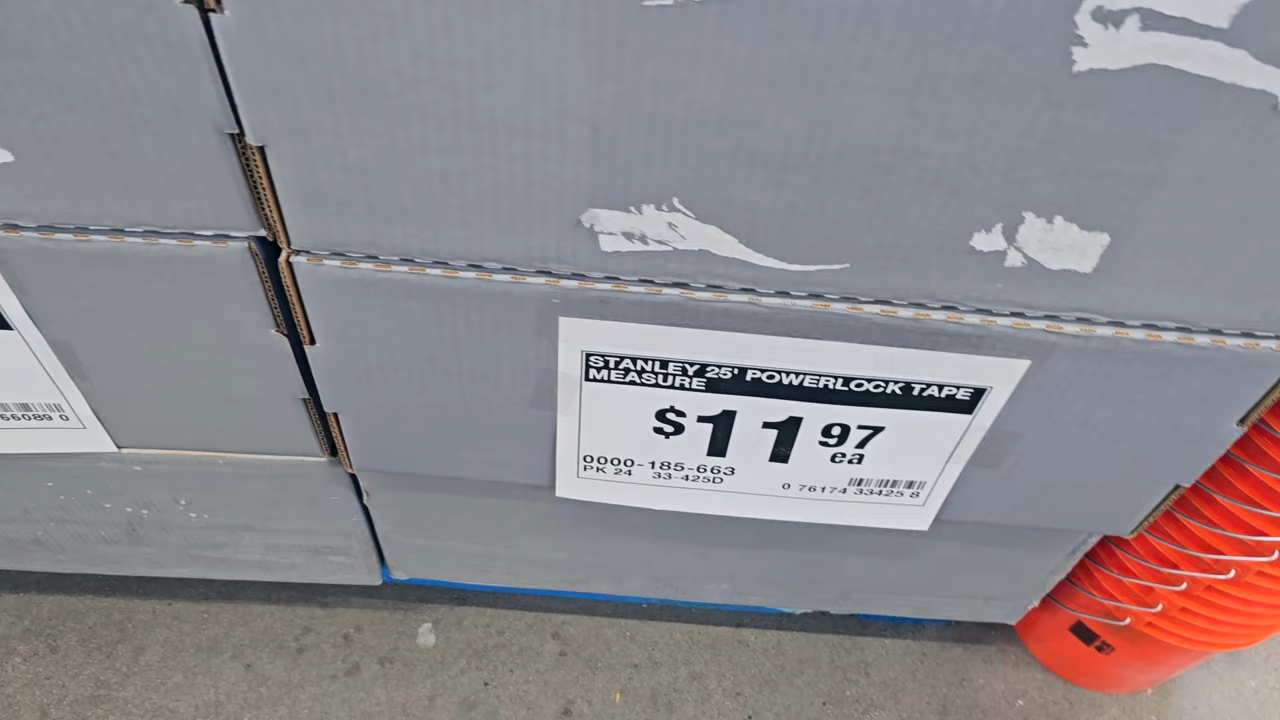 STANLEY 25' POWERLOCK TAPE
MEASURE
$11 97
ea
0000-185-663
PK 24 33-425D
0 76174 33425 8
66089 0